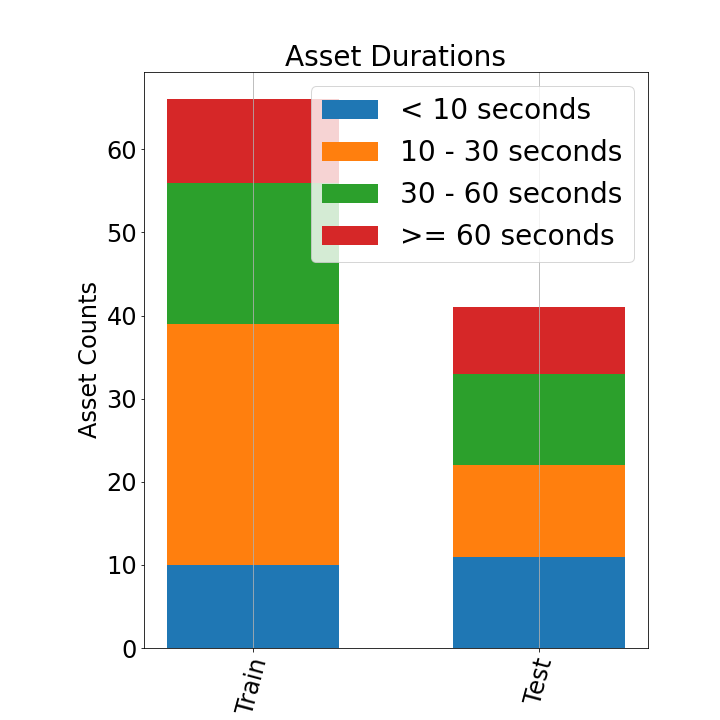 Asset Durations
< 10 seconds
10 - 30 seconds
30 - 60 seconds
>= 60 seconds
Asset Counts
60
50
40
30
20
10
0
Train
Test